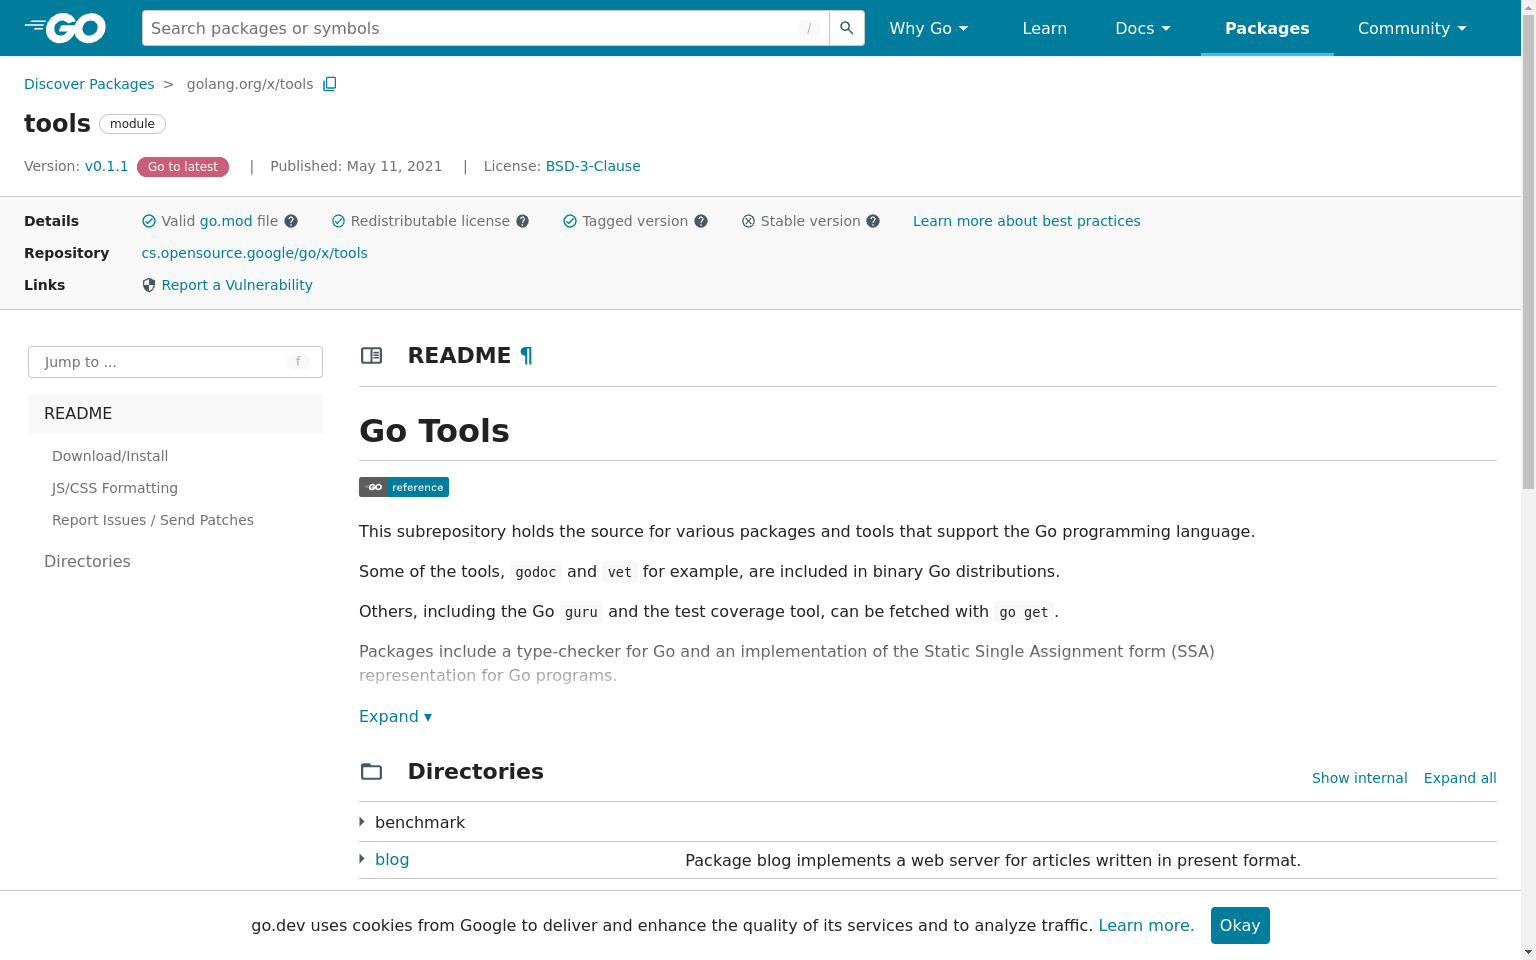 GO
Search packages or symbols /
Why Go
Learn
Docs
Packages
Community
Discover Packages > golang.org/x/tools
tools module
Version: v0.1.1 Go to latest | Published: May 11, 2021 | License: BSD-3-Clause
Details Valid go.mod file ? Redistributable license ? Tagged version ? Stable version ? Learn more about best practices
Repository cs.opensource.google/go/x/tools
Links Report a Vulnerability
Jump to ... f
README
Download/Install
JS/CSS Formatting
Report Issues / Send Patches
Directories
README ¶
Go Tools
GO reference
This subrepository holds the source for various packages and tools that support the Go programming language.
Some of the tools, godoc and vet for example, are included in binary Go distributions.
Others, including the Go guru and the test coverage tool, can be fetched with go get.
Packages include a type-checker for Go and an implementation of the Static Single Assignment form (SSA)
representation for Go programs.
Expand ▾
Directories
Show internal Expand all
benchmark
blog Package blog implements a web server for articles written in present format.
go.dev uses cookies from Google to deliver and enhance the quality of its services and to analyze traffic. Learn more. Okay